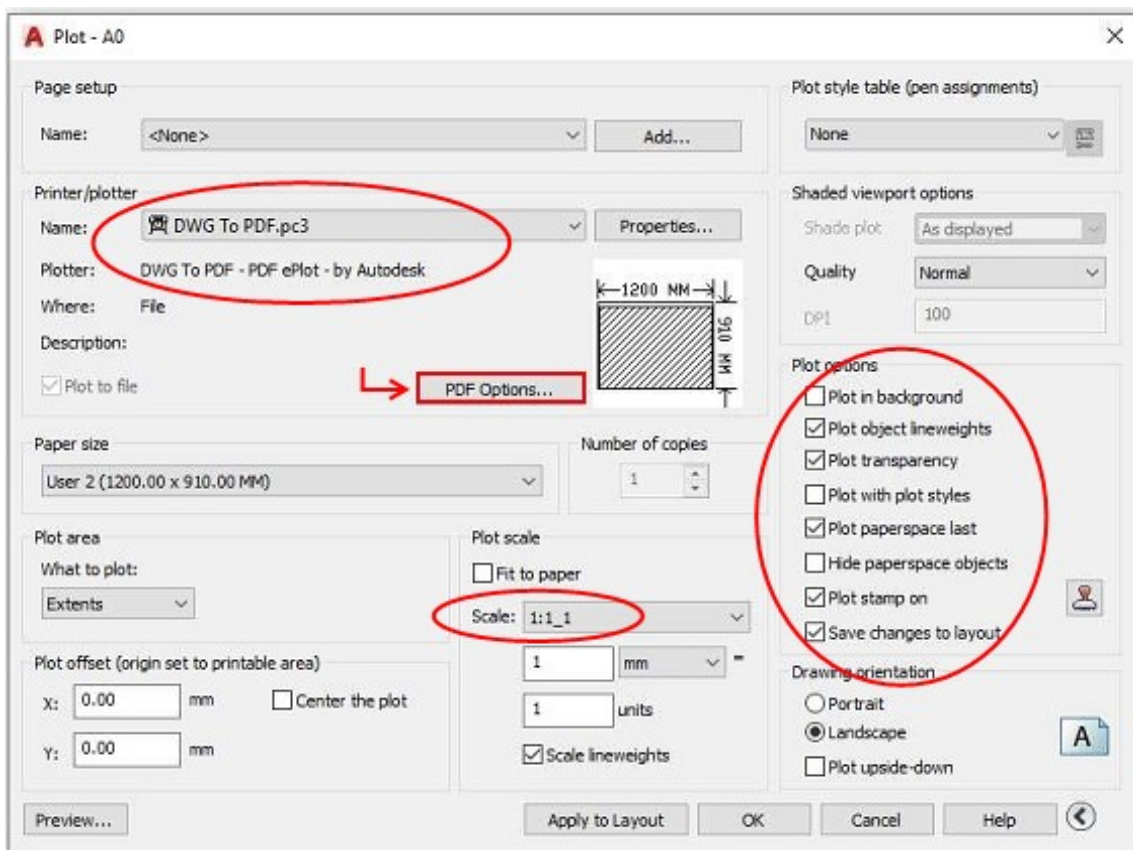 Plot - A0
Page setup
Name:
<None>
Add...
Plot style table (pen assignments)
None
Printer/plotter
Name:
DWG To PDF.pc3
Properties...
Plotter:
DWG To PDF - PDF ePlot - by Autodesk
Where:
File
Description:
Plot to file
PDF Options...
1200 MM
910 MM
Shaded viewport options
Shade plot
As displayed
Quality
Normal
DPI
100
Paper size
User 2 (1200.00 x 910.00 MM)
Number of copies
1
Plot options
Plot in background
Plot object lineweights
Plot transparency
Plot with plot styles
Plot paperspace last
Hide paperspace objects
Plot stamp on
Save changes to layout
Plot area
What to plot:
Extents
Plot scale
Fit to paper
Scale:
1:1_1
1
mm
=
1
units
Scale lineweights
Plot offset (origin set to printable area)
X:
0.00
mm
Center the plot
Y:
0.00
mm
Drawing orientation
Portrait
Landscape
Plot upside-down
A
Preview...
Apply to Layout
OK
Cancel
Help